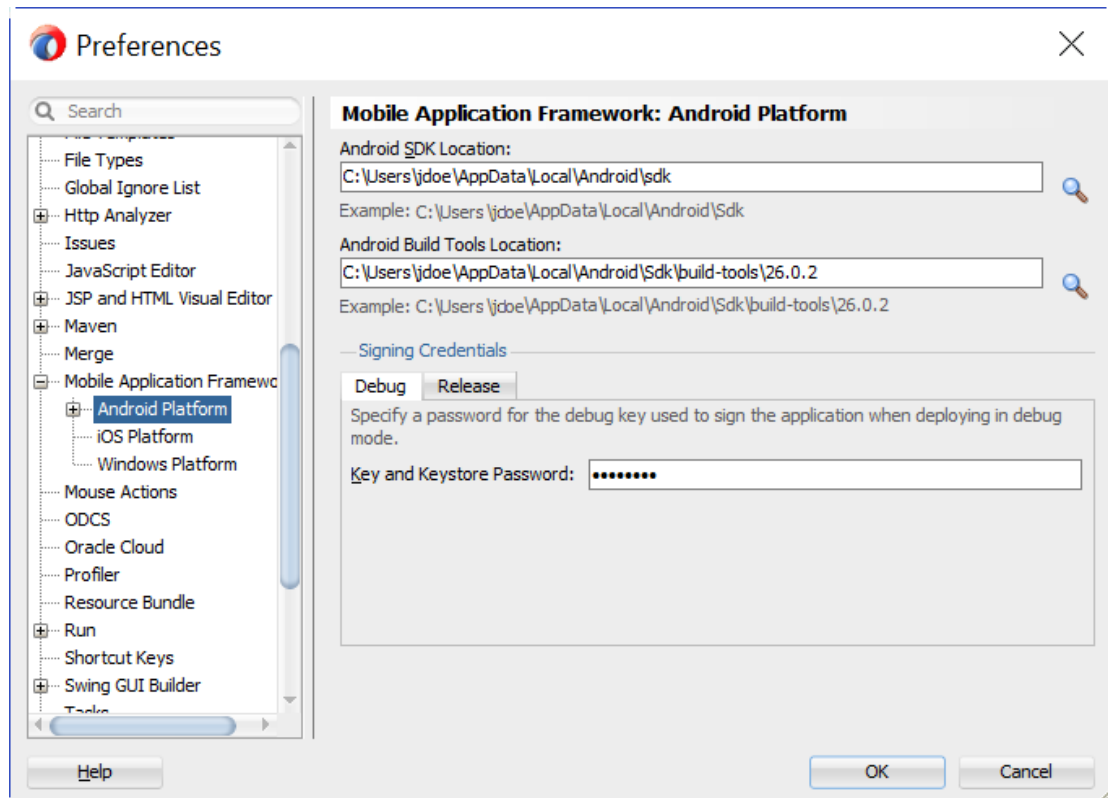 Preferences
Search
File Templates
File Types
Global Ignore List
Http Analyzer
Issues
JavaScript Editor
JSP and HTML Visual Editor
Maven
Merge
Mobile Application Framewo
Android Platform
iOS Platform
Windows Platform
Mouse Actions
ODCS
Oracle Cloud
Profiler
Resource Bundle
Run
Shortcut Keys
Swing GUI Builder
Tasks
Mobile Application Framework: Android Platform
Android SDK Location:
C:\Users\jdoe\AppData\Local\Android\sdk
Example: C:\Users\jdoe\AppData\Local\Android\Sdk
Android Build Tools Location:
C:\Users\jdoe\AppData\Local\Android\Sdk\build-tools\26.0.2
Example: C:\Users\jdoe\AppData\Local\Android\Sdk\build-tools\26.0.2
Signing Credentials
Debug Release
Specify a password for the debug key used to sign the application when deploying in debug
mode.
Key and Keystore Password: ••••••••
Help OK Cancel